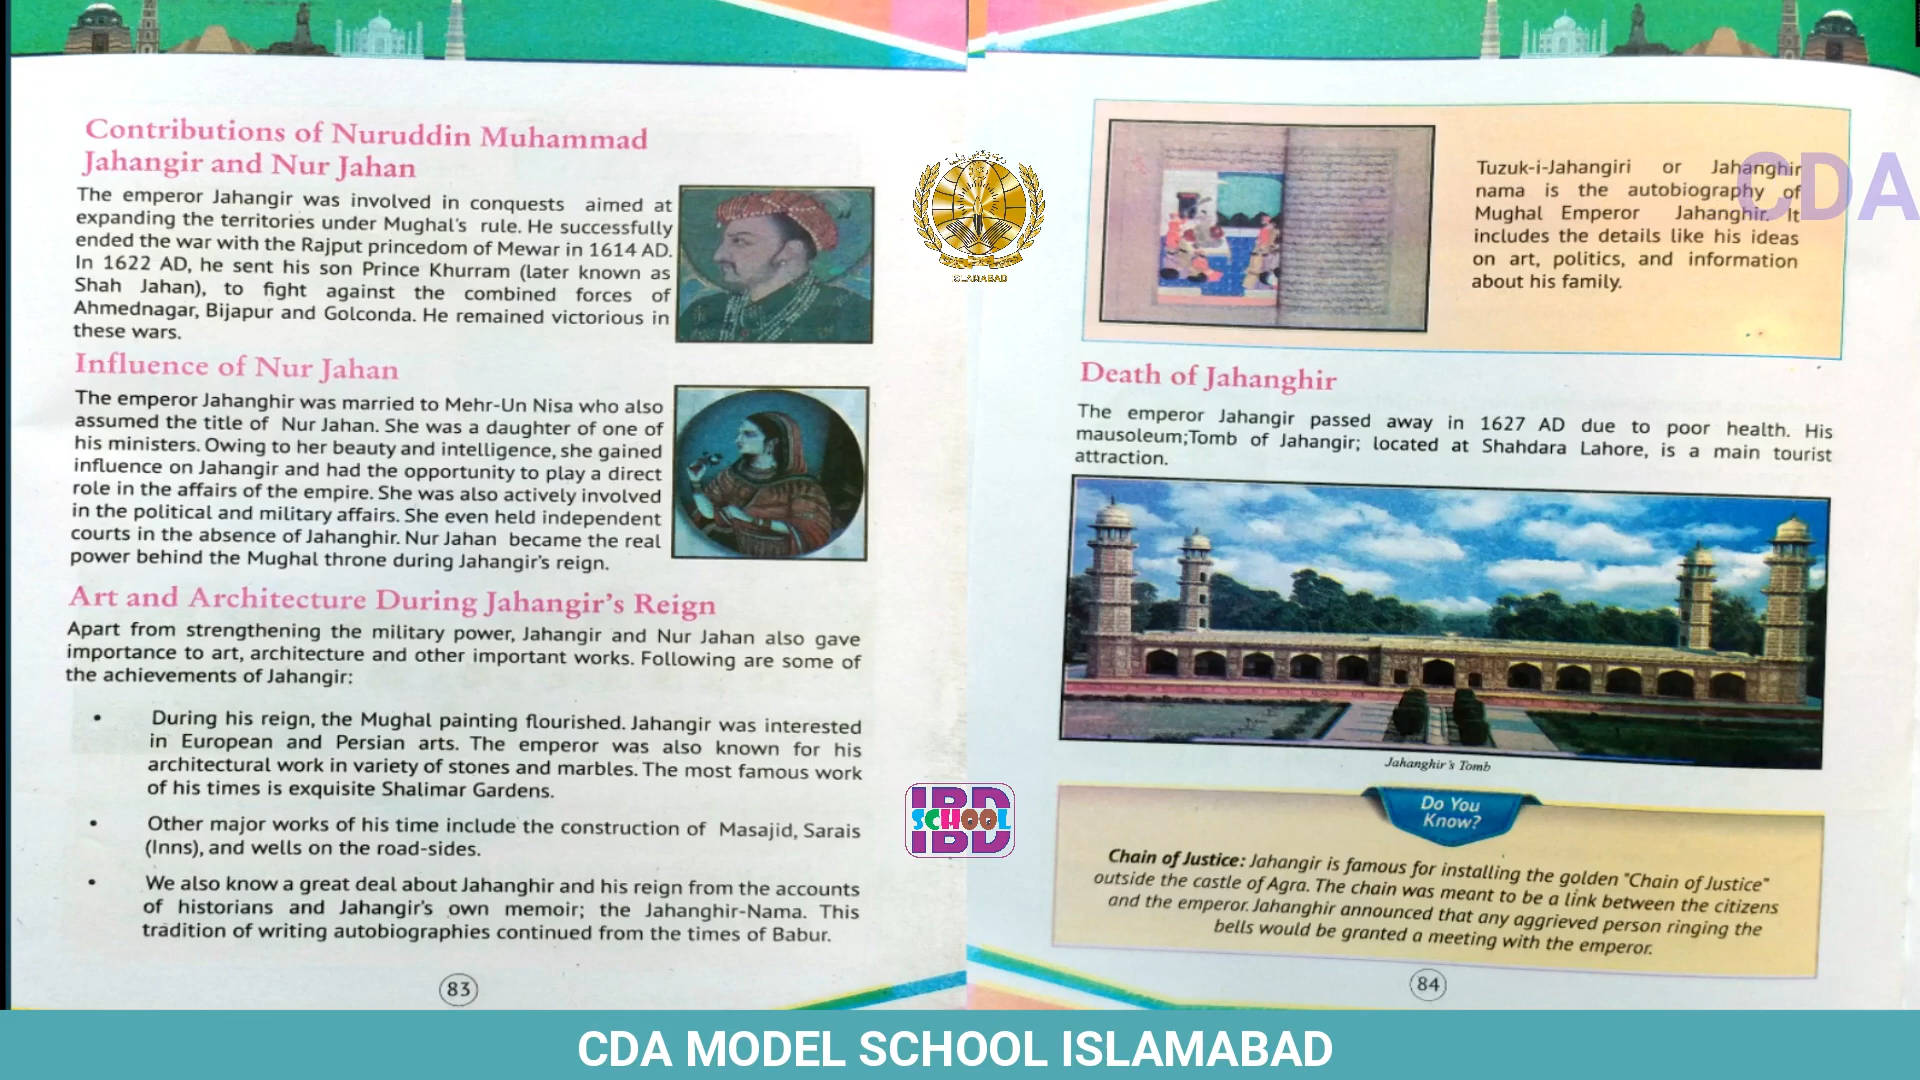 Contributions of Nuruddin Muhammad
Jahangir and Nur Jahan
The emperor Jahangir was involved in conquests aimed at
expanding the territories under Mughal's rule. He successfully
ended the war with the Rajput princedom of Mewar in 1614 AD.
In 1622 AD, he sent his son Prince Khurram (later known as
Shah Jahan), to fight against the combined forces of
Ahmednagar, Bijapur and Golconda. He remained victorious in
these wars.
Influence of Nur Jahan
The emperor Jahanghir was married to Mehr-Un Nisa who also
assumed the title of Nur Jahan. She was a daughter of one of
his ministers. Owing to her beauty and intelligence, she gained
influence on Jahangir and had the opportunity to play a direct
role in the affairs of the empire. She was also actively involved
in the political and military affairs. She even held independent
courts in the absence of Jahanghir. Nur Jahan became the real
power behind the Mughal throne during Jahangir's reign.
Art and Architecture During Jahangir's Reign
Apart from strengthening the military power, Jahangir and Nur Jahan also gave
importance to art, architecture and other important works. Following are some of
the achievements of Jahangir:
• During his reign, the Mughal painting flourished. Jahangir was interested
in European and Persian arts. The emperor was also known for his
architectural work in variety of stones and marbles. The most famous work
of his times is exquisite Shalimar Gardens.
• Other major works of his time include the construction of Masajid, Sarais
(Inns), and wells on the road-sides.
• We also know a great deal about Jahanghir and his reign from the accounts
of historians and Jahangir's own memoir; the Jahanghir-Nama. This
tradition of writing autobiographies continued from the times of Babur.
83
ISLAMABAD
IBD
SCHOOL
IBD
Tuzuk-i-Jahangiri or Jahanghir
nama is the autobiography of
Mughal Emperor Jahanghir. It
includes the details like his ideas
on art, politics, and information
about his family.
CDA
Death of Jahanghir
The emperor Jahangir passed away in 1627 AD due to poor health. His
mausoleum;Tomb of Jahangir; located at Shahdara Lahore, is a main tourist
attraction.
Jahanghir's Tomb
Do You
Know?
Chain of Justice: Jahangir is famous for installing the golden "Chain of Justice"
outside the castle of Agra. The chain was meant to be a link between the citizens
and the emperor. Jahanghir announced that any aggrieved person ringing the
bells would be granted a meeting with the emperor.
84
CDA MODEL SCHOOL ISLAMABAD